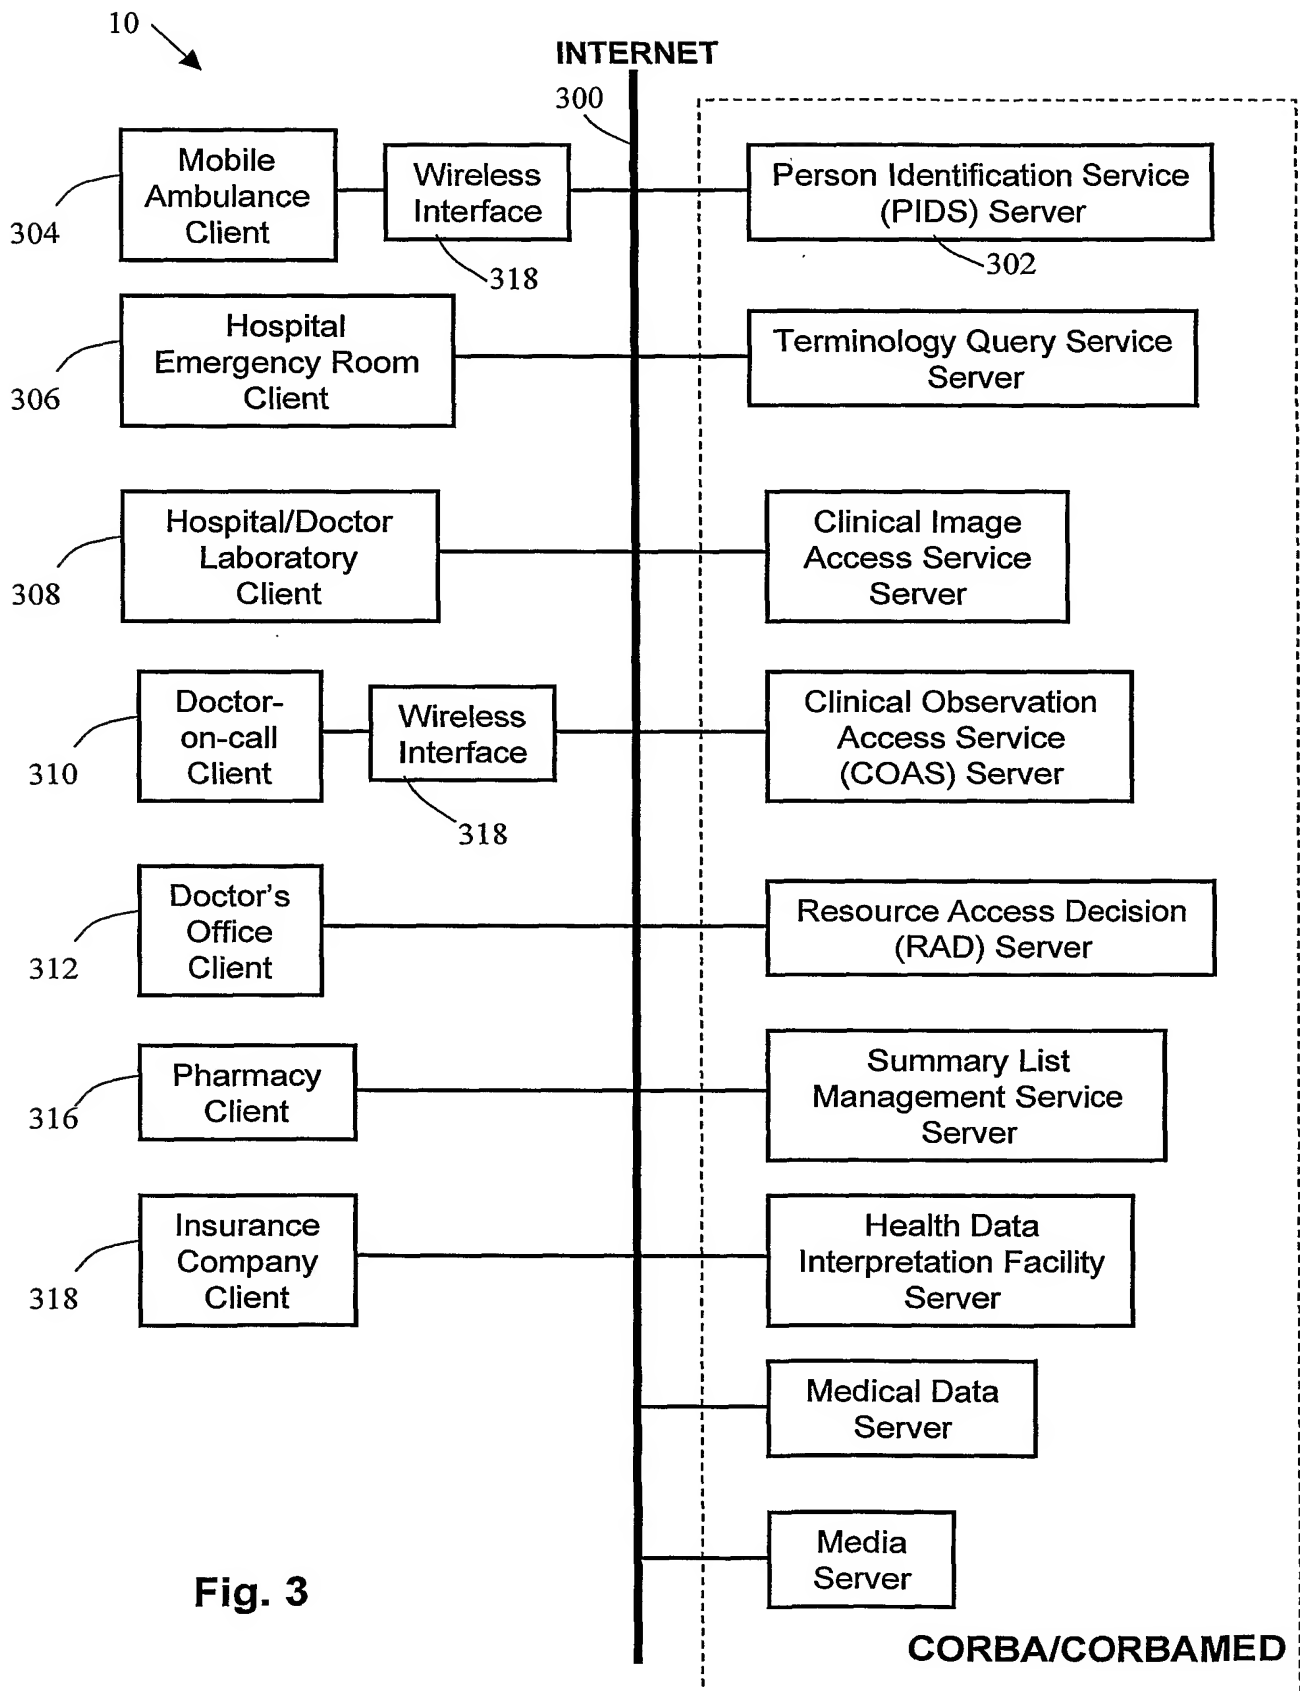 10
INTERNET
300
Mobile
Ambulance
Client
304
Wireless
Interface
318
Person Identification Service
(PIDS) Server
302
Hospital
Emergency Room
Client
306
Terminology Query Service
Server
Hospital/Doctor
Laboratory
Client
308
Clinical Image
Access Service
Server
Doctor-
on-call
Client
310
Wireless
Interface
318
Clinical Observation
Access Service
(COAS) Server
Doctor's
Office
Client
312
Resource Access Decision
(RAD) Server
Pharmacy
Client
316
Summary List
Management Service
Server
Insurance
Company
Client
318
Health Data
Interpretation Facility
Server
Medical Data
Server
Media
Server
Fig. 3
CORBA/CORBAMED